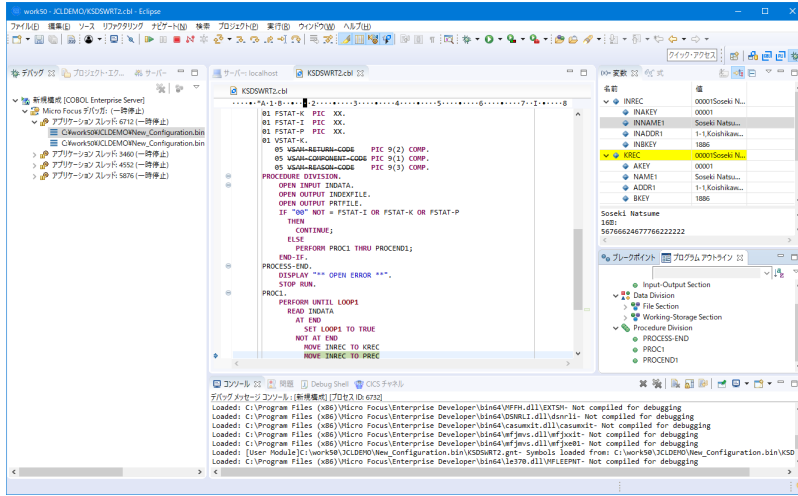 work50 - JCLDEMO/KSDSWRT2.cbl - Eclipse
ファイル(F) 編集(E) ソース リファクタリング ナビゲート(N) 検索 プロジェクト(P) 実行(R) ウィンドウ(W) ヘルプ(H)
クイック・アクセス
デバッグ プロジェクト・エク... サーバー
新規構成 [COBOL Enterprise Server]
Micro Focus デバッガ: (一時停止)
アプリケーション スレッド: 6712 (一時停止)
C:¥work50¥JCLDEMO¥New_Configuration.bin
C:¥work50¥JCLDEMO¥New_Configuration.bin
アプリケーション スレッド: 3460 (一時停止)
アプリケーション スレッド: 4552 (一時停止)
アプリケーション スレッド: 5876 (一時停止)
サーバー: localhost KSDSWRT2.cbl
KSDSWRT2.cbl
*A-1-B--2----3----4----5----6----7-I----8
01 FSTAT-K PIC XX.
01 FSTAT-I PIC XX.
01 FSTAT-P PIC XX.
01 VSTAT-K.
05 VSAM-RETURN-CODE PIC 9(2) COMP.
05 VSAM-COMPONENT-CODE PIC 9(1) COMP.
05 VSAM-REASON-CODE PIC 9(3) COMP.
PROCEDURE DIVISION.
OPEN INPUT INDATA.
OPEN OUTPUT INDEXFILE.
OPEN OUTPUT PRTFILE.
IF "00" NOT = FSTAT-I OR FSTAT-K OR FSTAT-P
THEN
CONTINUE;
ELSE
PERFORM PROC1 THRU PROCEND1;
END-IF.
PROCESS-END.
DISPLAY "** OPEN ERROR **".
STOP RUN.
PROC1.
PERFORM UNTIL LOOP1
READ INDATA
AT END
SET LOOP1 TO TRUE
NOT AT END
MOVE INREC TO KREC
MOVE INREC TO PREC
変数 式
名前 値
INREC 00001Soseki N...
INAKEY 00001
INNAME1 Soseki Natsu...
INADDR1 1-1,Koishikaw...
INBKEY 1886
KREC 00001Soseki N...
AKEY 00001
NAME1 Soseki Natsu...
ADDR1 1-1,Koishikaw...
BKEY 1886
Soseki Natsume
16進:
56766624677766222222
ブレークポイント プログラム アウトライン
Input-Output Section
Data Division
File Section
Working-Storage Section
Procedure Division
PROCESS-END
PROC1
PROCEND1
コンソール 問題 Debug Shell CICS チャネル
デバッグ メッセージ コンソール : [新規構成] [プロセス ID: 6732]
Loaded: C:\Program Files (x86)\Micro Focus\Enterprise Developer\bin64\MFFH.dll\EXTSM- Not compiled for debugging
Loaded: C:\Program Files (x86)\Micro Focus\Enterprise Developer\bin64\DSNRLI.dll\dsnrli- Not compiled for debugging
Loaded: C:\Program Files (x86)\Micro Focus\Enterprise Developer\bin64\casumxit.dll\casumxit- Not compiled for debugging
Loaded: C:\Program Files (x86)\Micro Focus\Enterprise Developer\bin64\mfjmvs.dll\mfjxxit- Not compiled for debugging
Loaded: C:\Program Files (x86)\Micro Focus\Enterprise Developer\bin64\mfjmvs.dll\mfjxe01- Not compiled for debugging
Loaded: [User Module]C:\work50\JCLDEMO\New_Configuration.bin\KSDSWRT2.gnt- Symbols loaded from: C:\work50\JCLDEMO\New_Configuration.bin\KSD
Loaded: C:\Program Files (x86)\Micro Focus\Enterprise Developer\bin64\le370.dll\MFLEEPNT- Not compiled for debugging